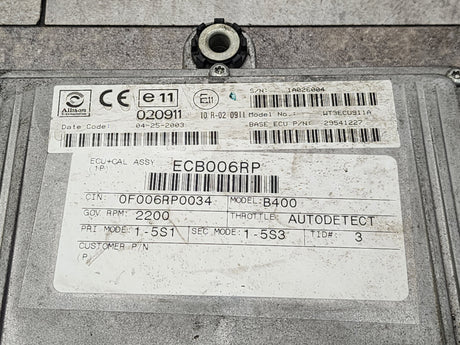 Allison
CE e11 E11
020911 10 R-02 0911
S/N: 1A026004
Model No.: WT3ECU911A
Date Code: 04-25-2003 BASE ECU P/N: 29541227
ECU+CAL ASSY ECB006RP
CIN: 0F006RP0034 MODEL: B400
GOV RPM: 2200 THROTTLE: AUTODETECT
PRI MODE: 1-5S1 SEC MODE: 1-5S3 TID#: 3
CUSTOMER P/N